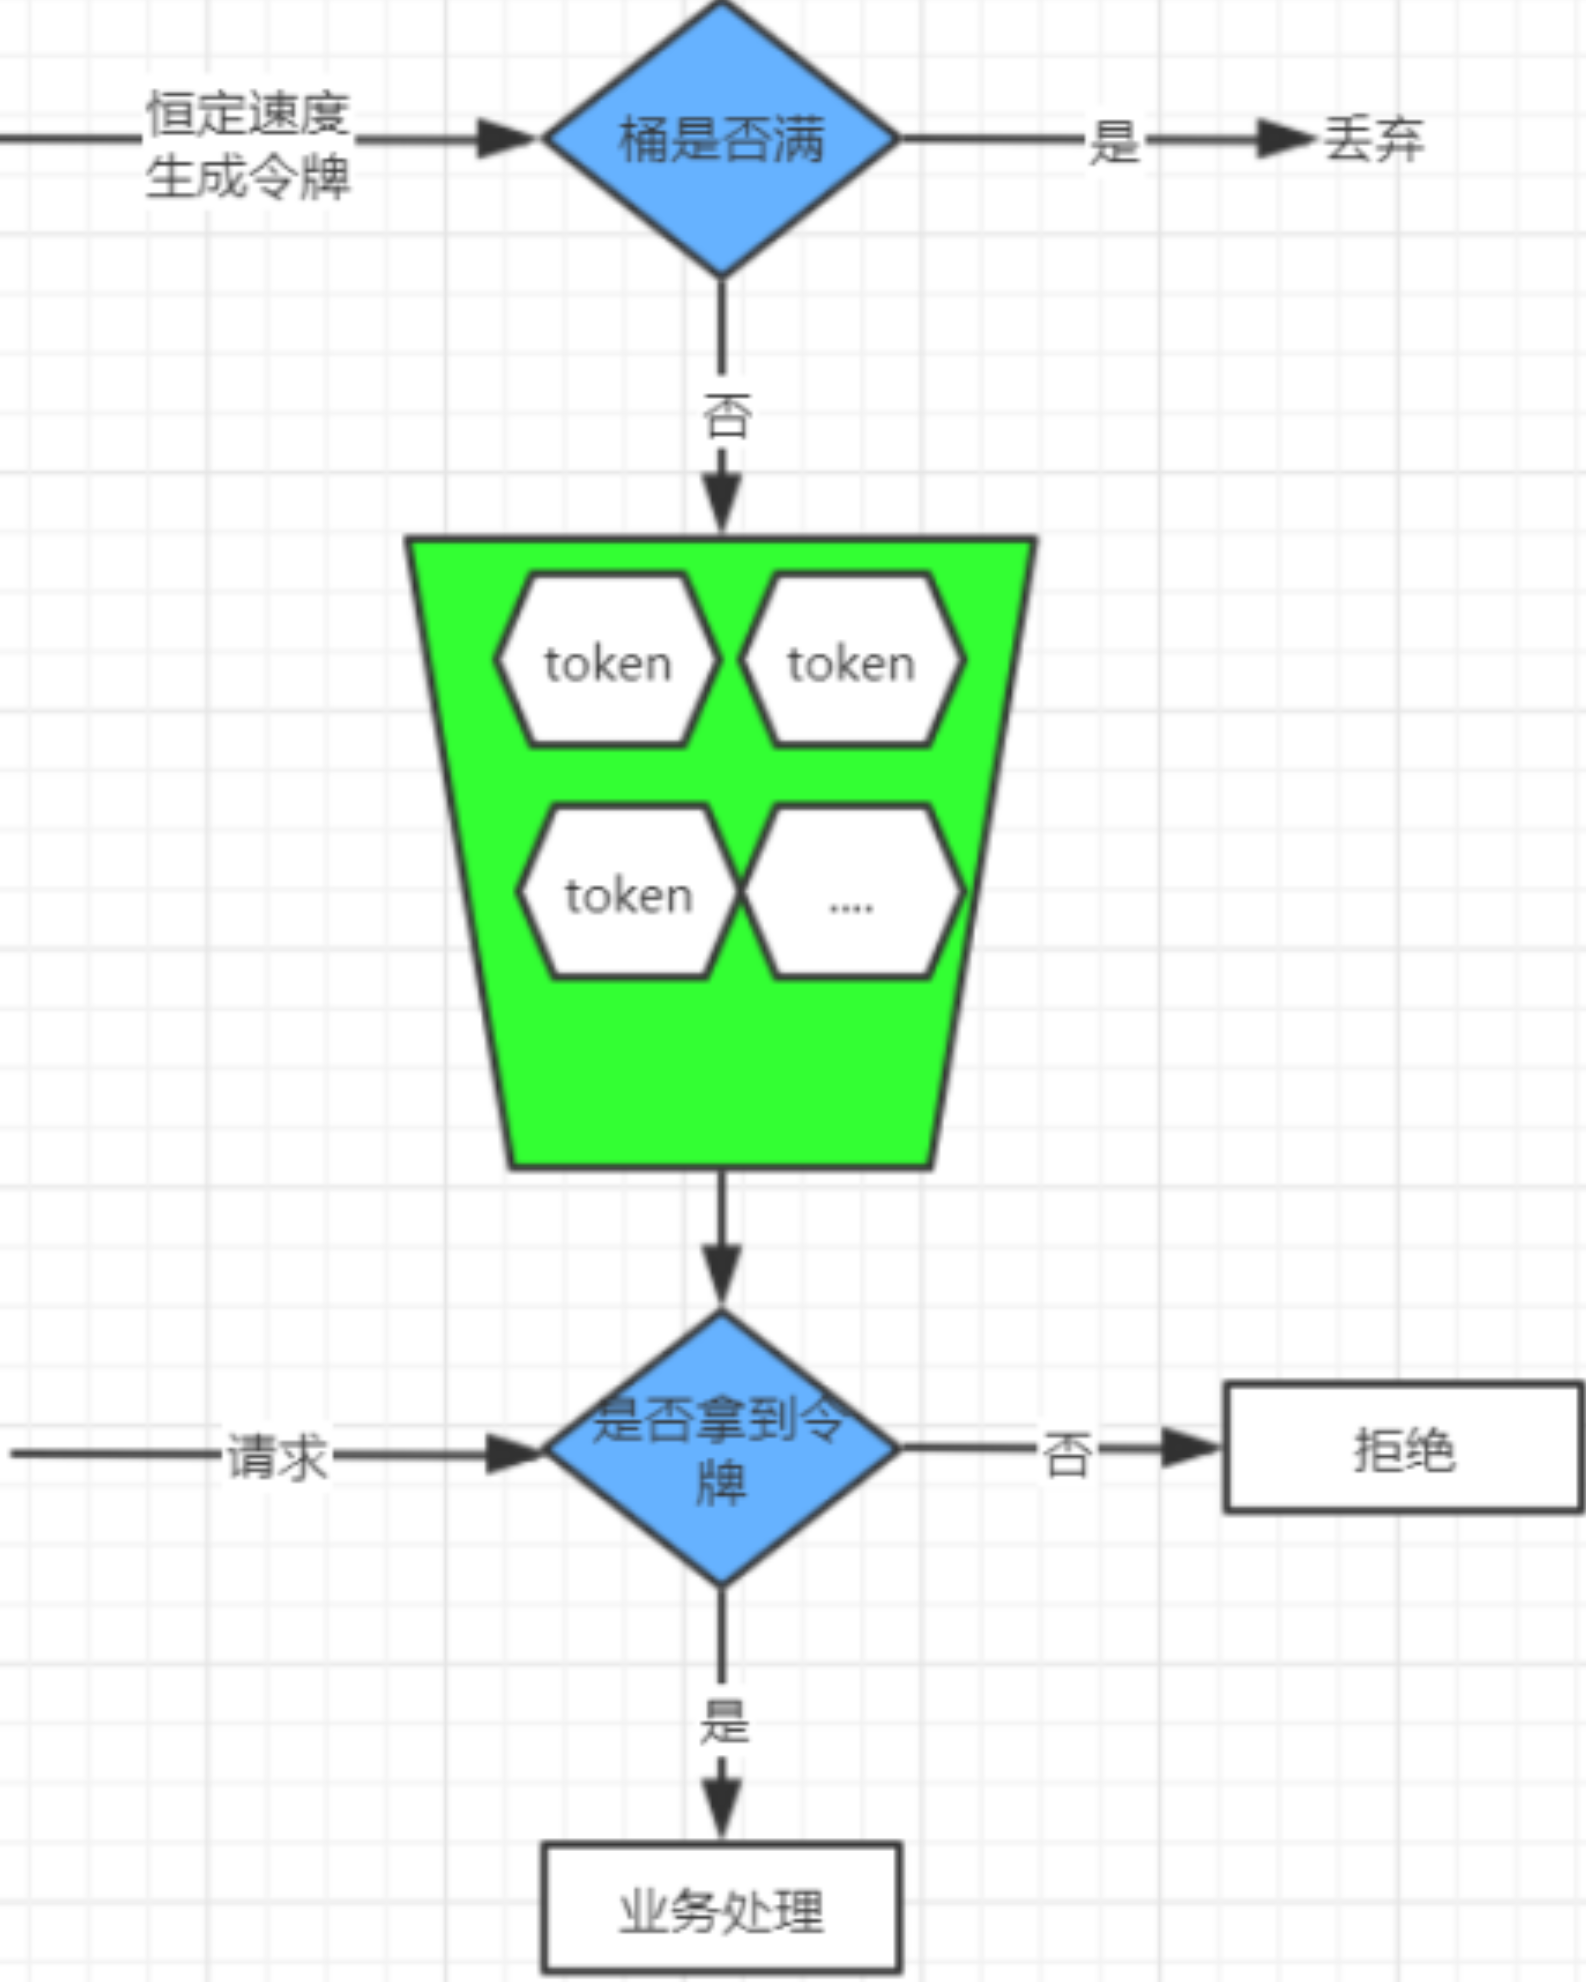 恒定速度
生成令牌
桶是否满
是
丢弃
否
token
token
token
....
请求
是否拿到令
牌
否
拒绝
是
业务处理